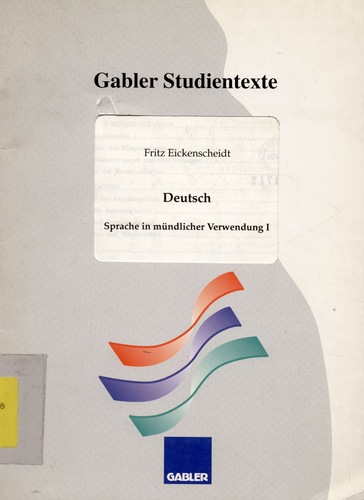 Gabler Studientexte
Fritz Eickenscheidt
Deutsch
Sprache in mündlicher Verwendung I
GABLER